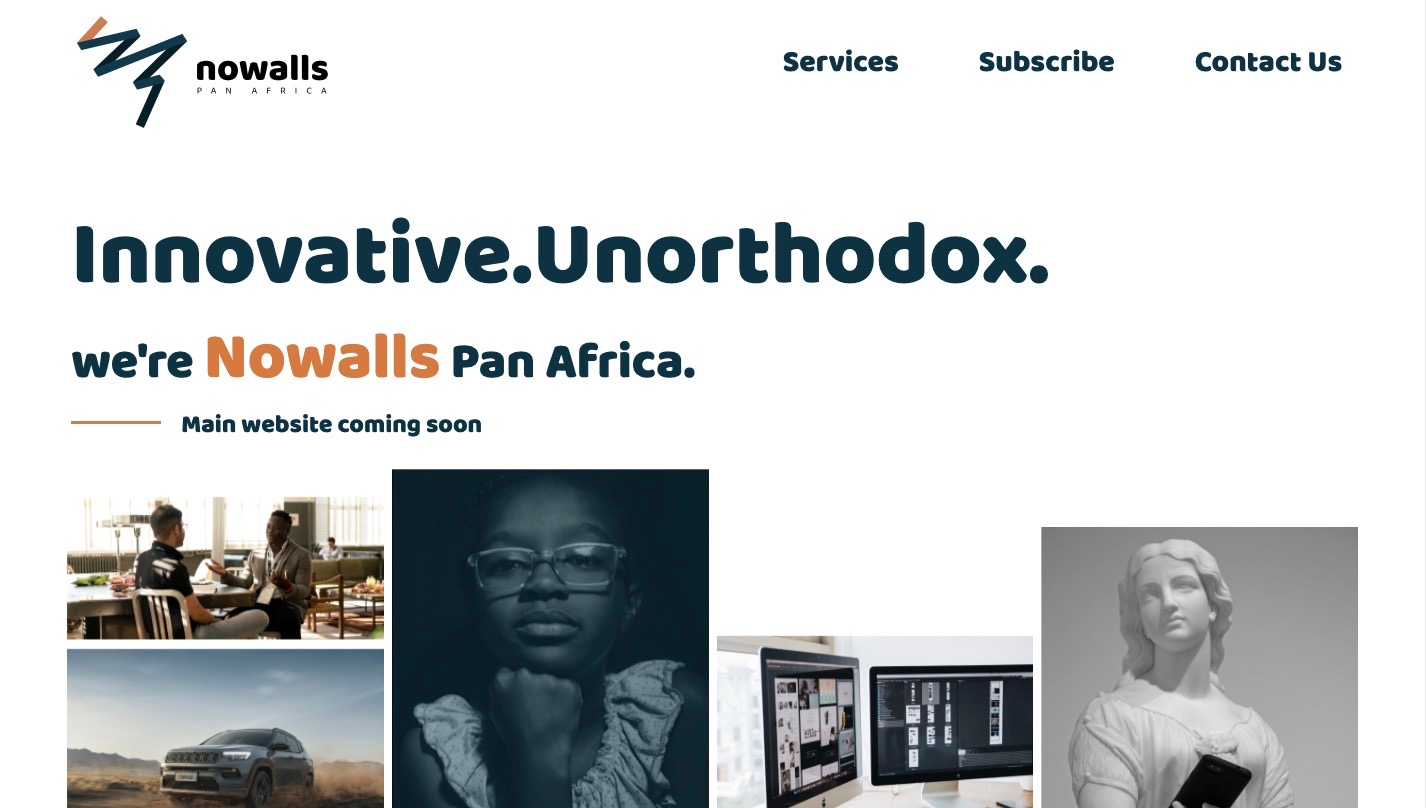 nowalls
PAN AFRICA
Services Subscribe Contact Us
Innovative.Unorthodox.
we're Nowalls Pan Africa.
Main website coming soon